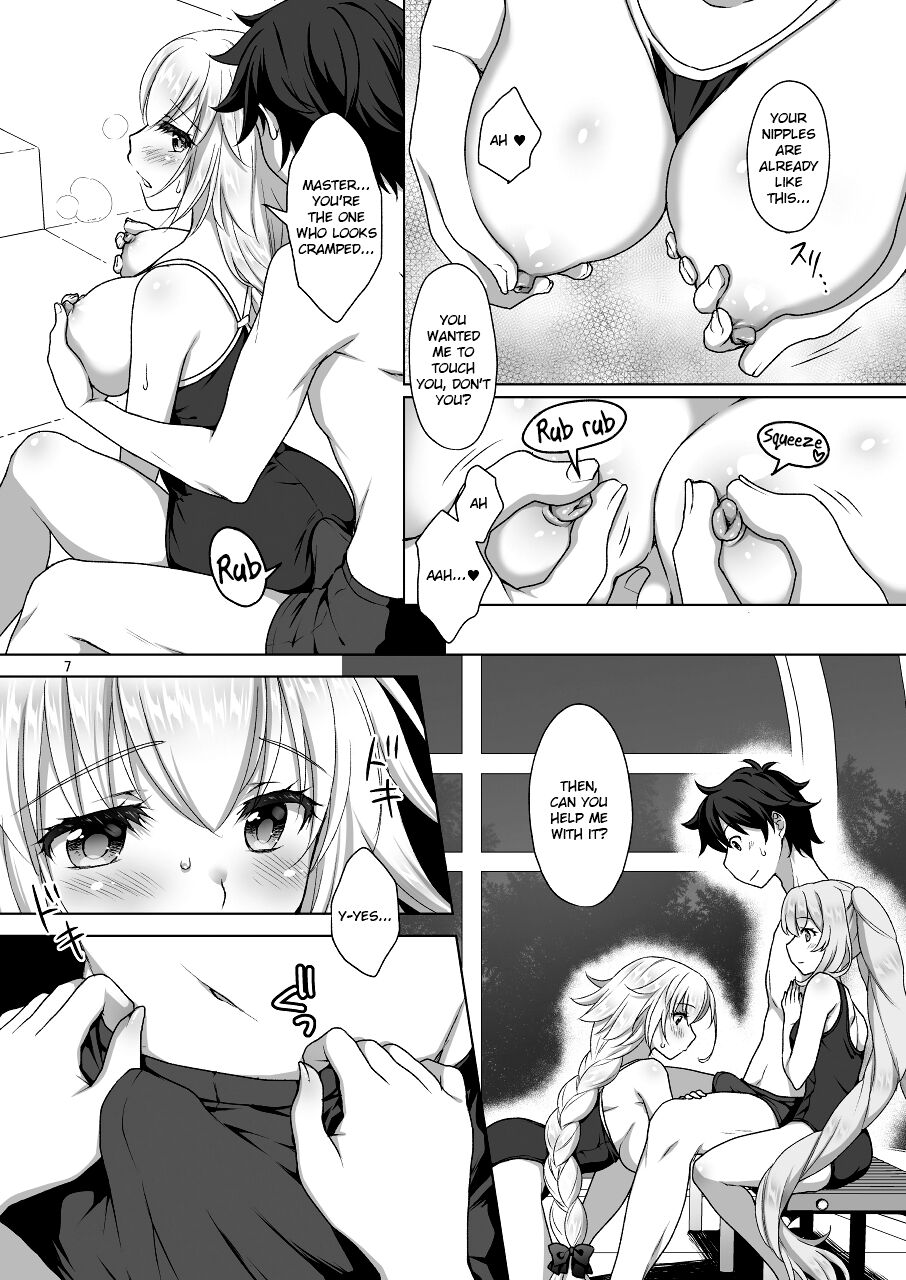 YOUR
NIPPLES
ARE
ALREADY
LIKE
THIS...
AH ♥
スリ..
MASTER...
YOU'RE
THE ONE
WHO LOOKS
CRAMPED...
YOU
WANTED
ME TO
TOUCH
YOU, DON'T
YOU?
Rub rub
Squeeze
♡
AH
AAH...♥
Rub
7
THEN,
CAN YOU
HELP ME
WITH IT?
ドキ
ドキ
Y-YES...
ぐっ